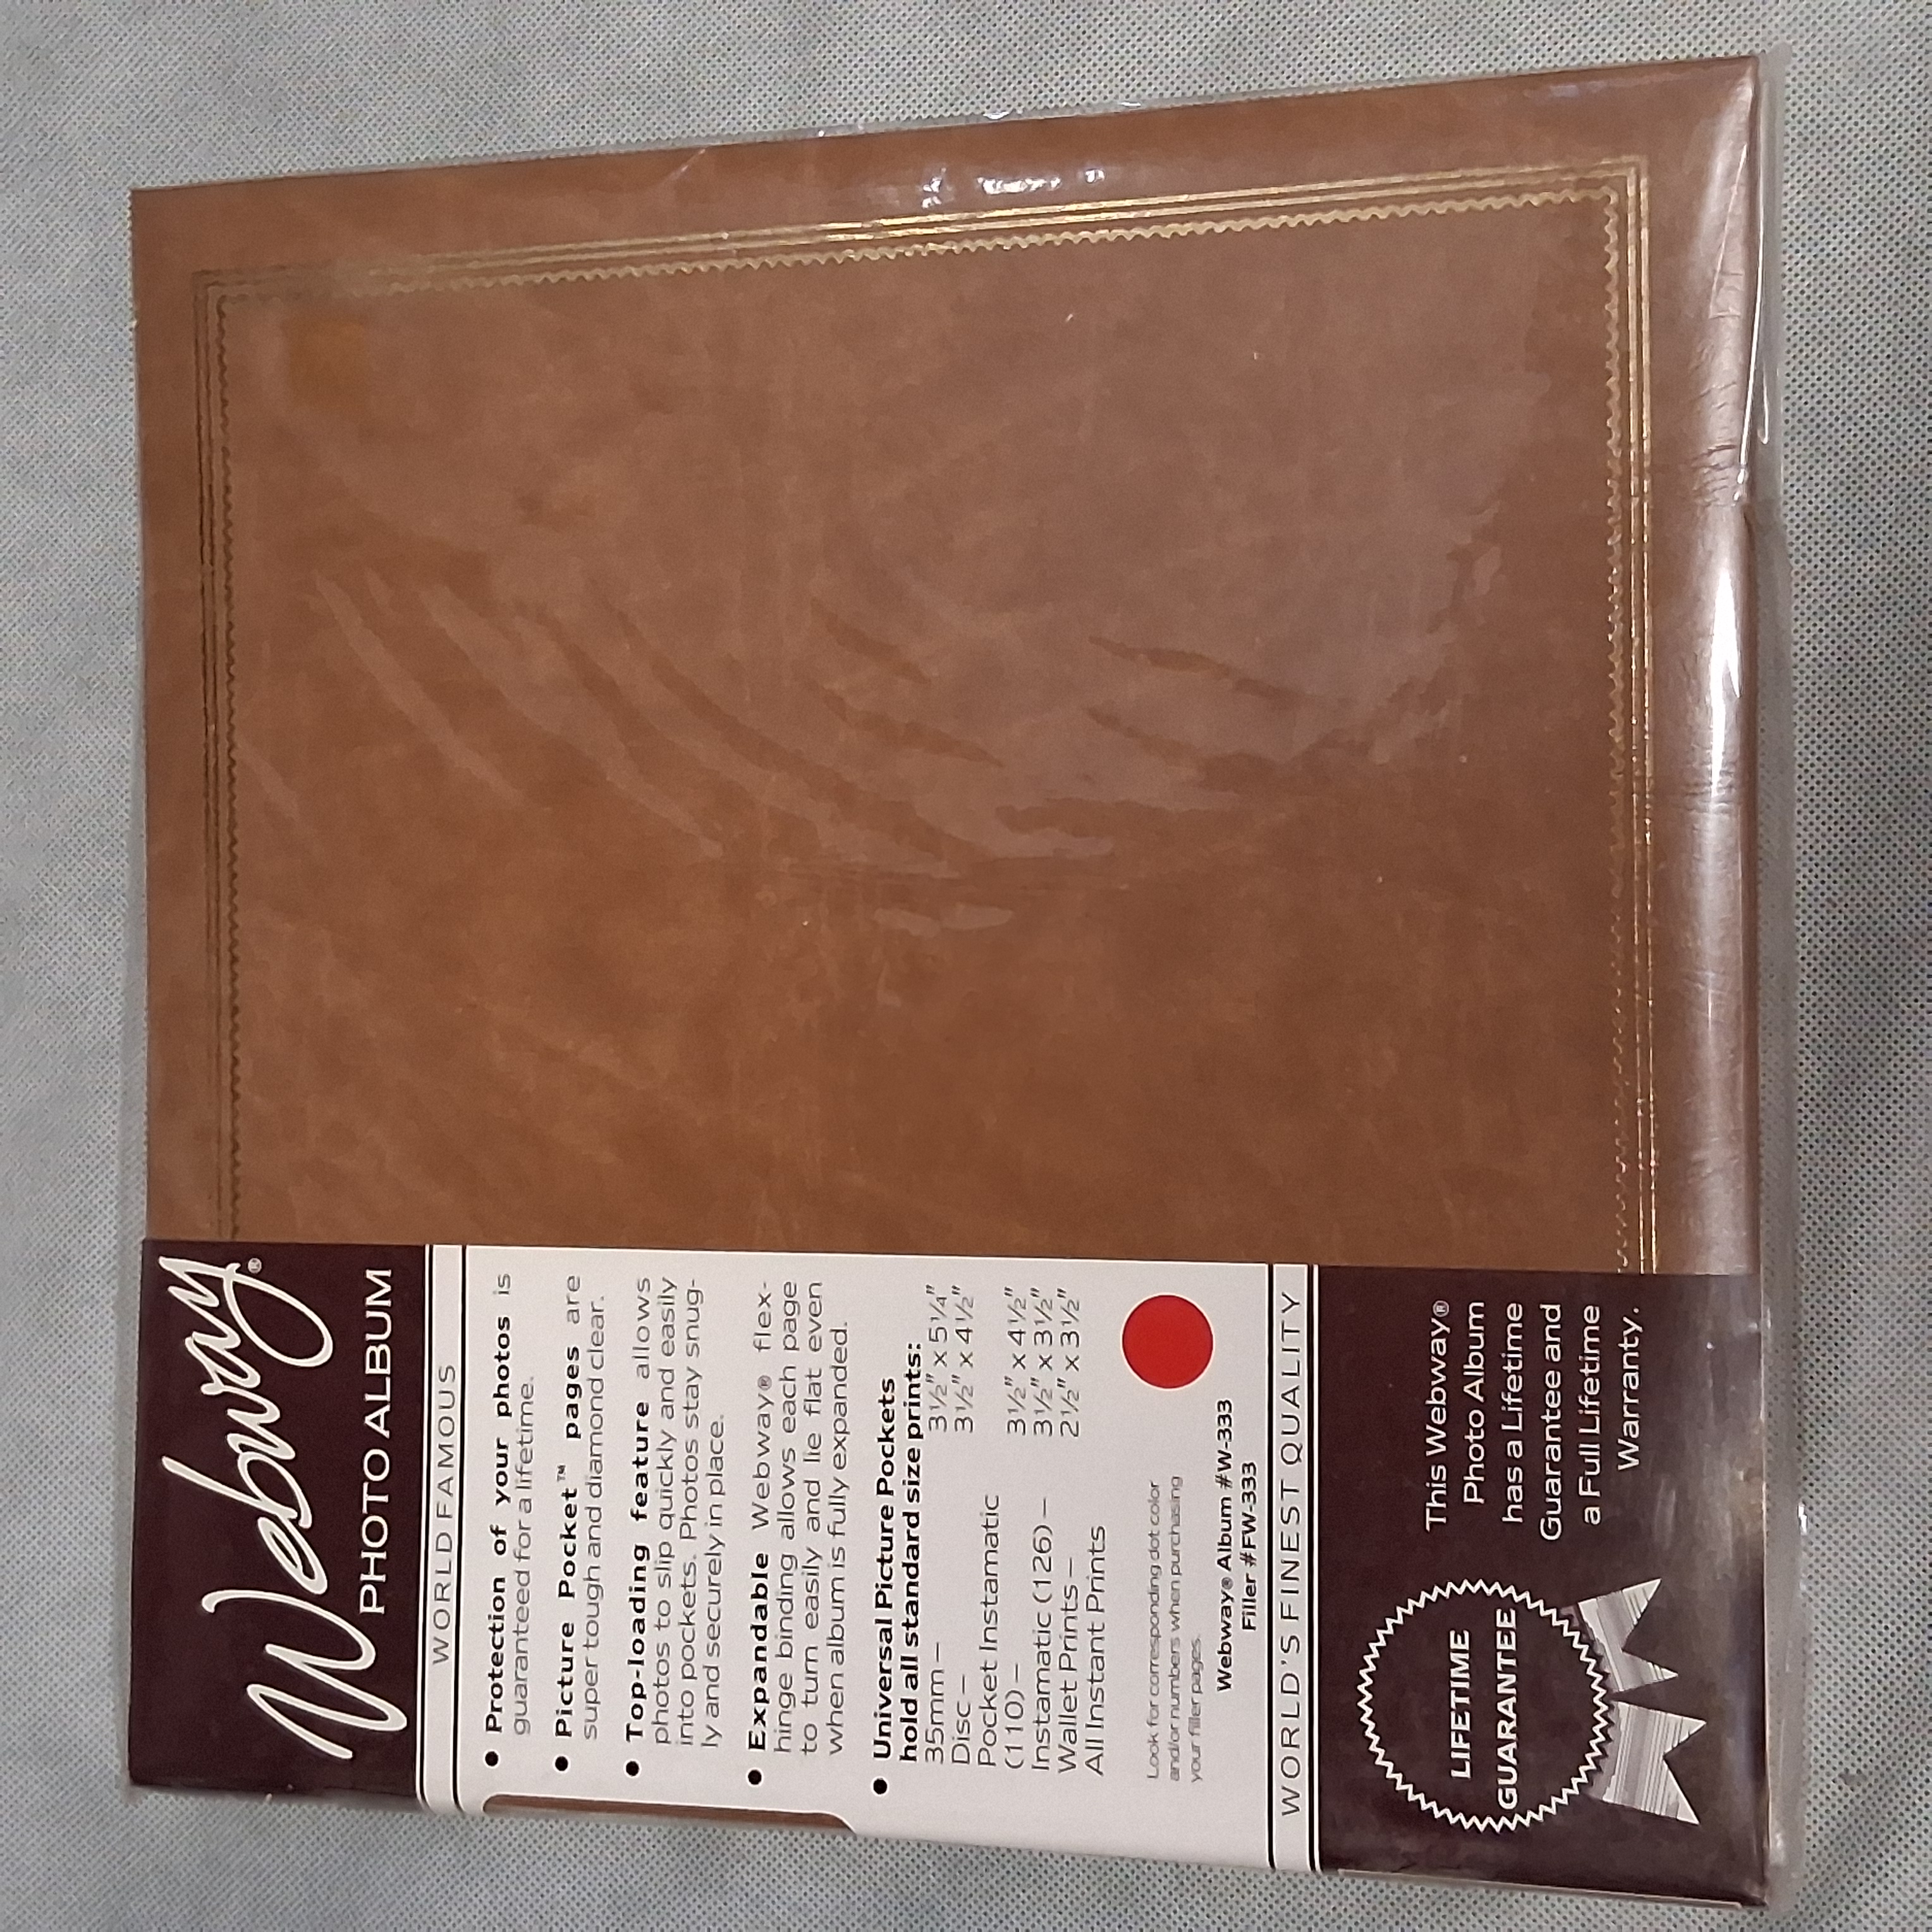 Webway®
PHOTO ALBUM
WORLD FAMOUS
● Protection of your photos is
guaranteed for a lifetime.
● Picture Pocket™ pages are
super tough and diamond clear.
● Top-loading feature allows
photos to slip quickly and easily
into pockets. Photos stay snug-
ly and securely in place.
● Expandable Webway® flex-
hinge binding allows each page
to turn easily and lie flat even
when album is fully expanded.
● Universal Picture Pockets
hold all standard size prints:
35mm – 3½" x 5¼"
Disc – 3½" x 4½"
Pocket Instamatic
(110) – 3½" x 4½"
Instamatic (126) – 3½" x 3½"
Wallet Prints – 2½" x 3½"
All Instant Prints
Look for corresponding dot color
and/or numbers when purchasing
your filler pages.
Webway® Album #W-333
Filler #FW-333
WORLD'S FINEST QUALITY
LIFETIME
GUARANTEE
This Webway®
Photo Album
has a Lifetime
Guarantee and
a Full Lifetime
Warranty.